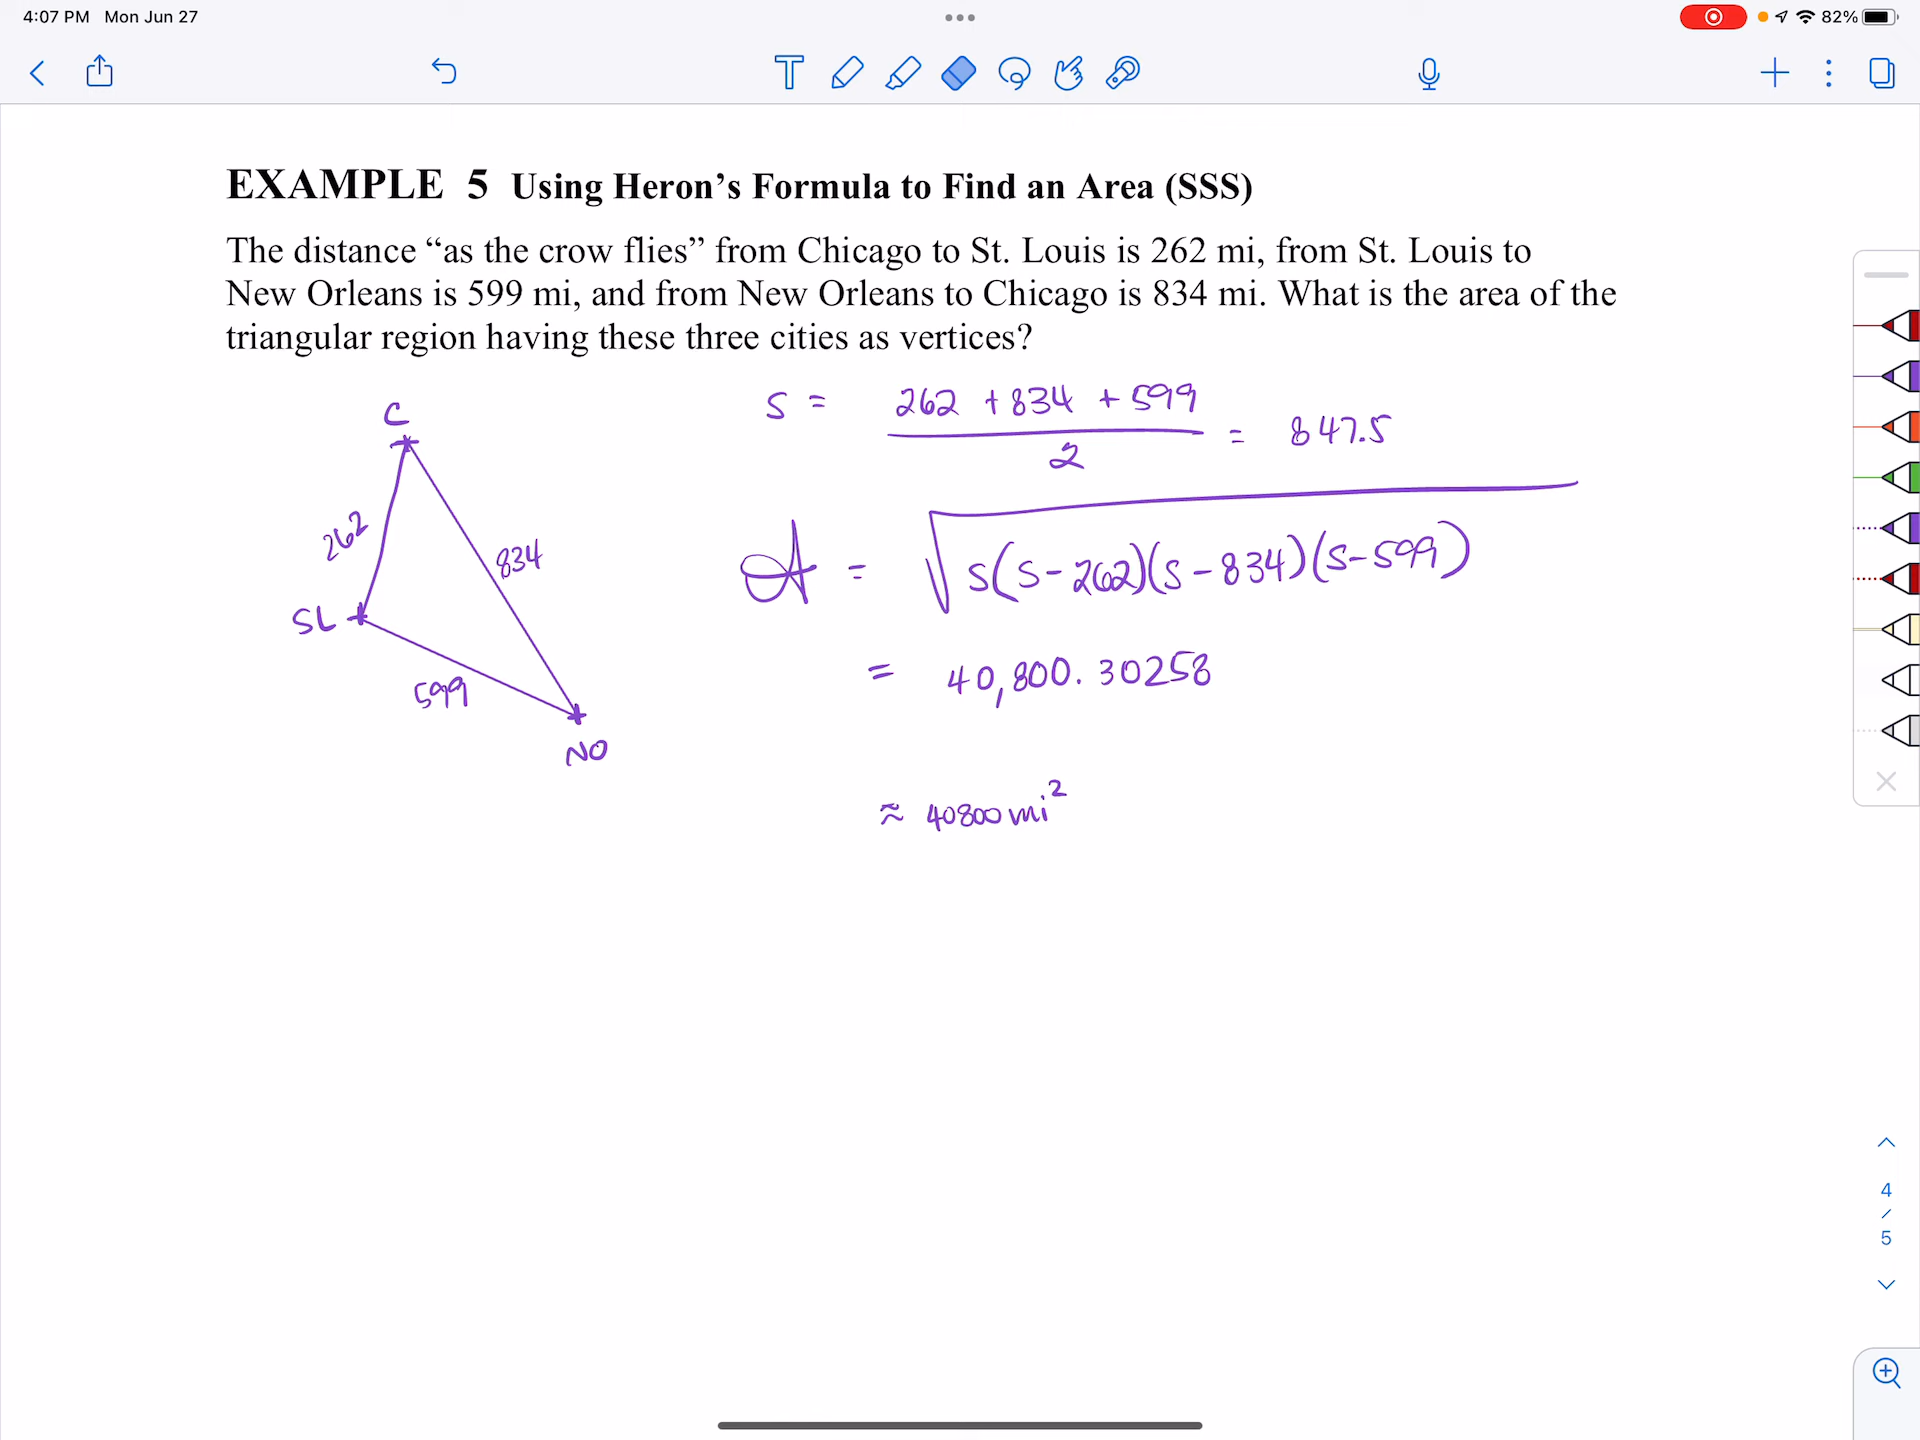 4:07 PM Mon Jun 27
82%
EXAMPLE 5 Using Heron’s Formula to Find an Area (SSS)
The distance “as the crow flies” from Chicago to St. Louis is 262 mi, from St. Louis to
New Orleans is 599 mi, and from New Orleans to Chicago is 834 mi. What is the area of the
triangular region having these three cities as vertices?
C
262
834
SL
599
NO
s = (262 + 834 + 599)/2 = 847.5
A = √s(s-262)(s-834)(s-599)
= 40,800.30258
≈ 40800 mi²
4
/
5